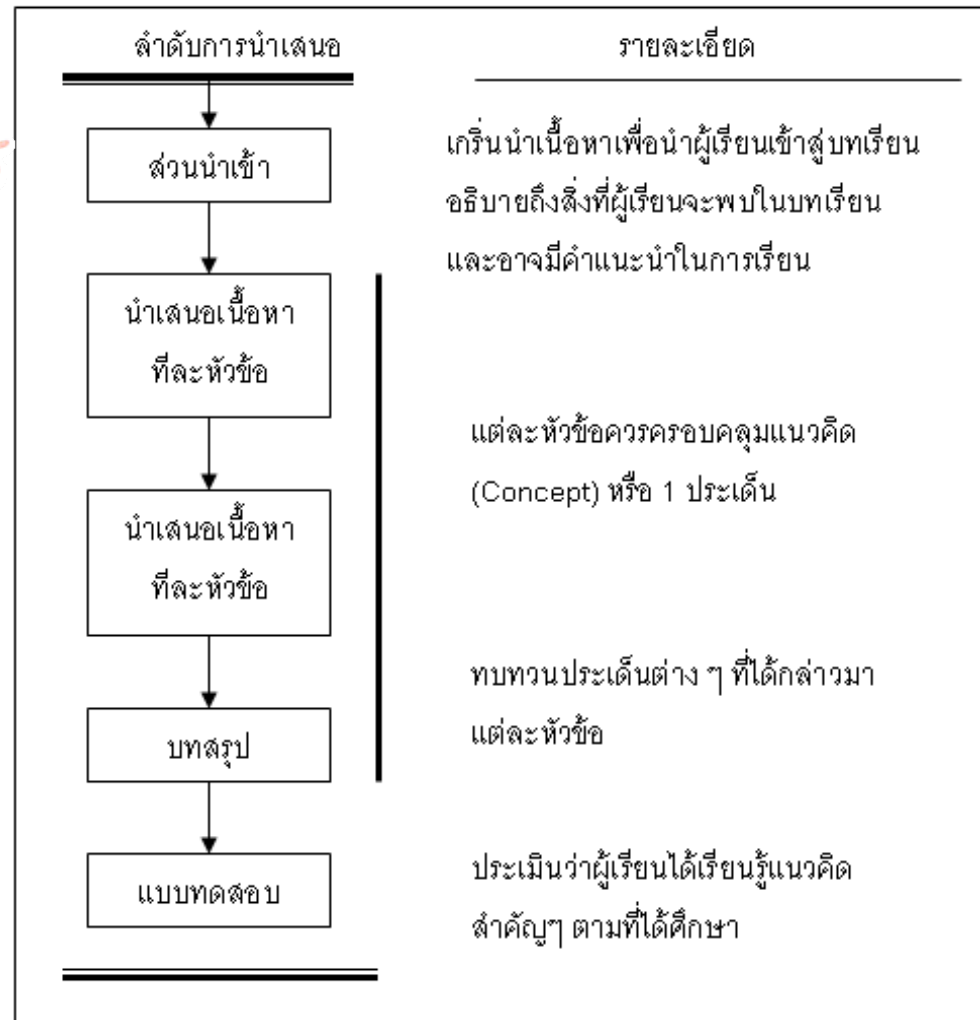 ลำดับการนำเสนอ
รายละเอียด
ส่วนนำเข้า
เกริ่นนำเนื้อหาเพื่อนำผู้เรียนเข้าสู่บทเรียน
อธิบายถึงสิ่งที่ผู้เรียนจะพบในบทเรียน
และอาจมีคำแนะนำในการเรียน
นำเสนอเนื้อหา
ทีละหัวข้อ
แต่ละหัวข้อควรครอบคลุมแนวคิด
(Concept) หรือ 1 ประเด็น
นำเสนอเนื้อหา
ทีละหัวข้อ
ทบทวนประเด็นต่าง ๆ ที่ได้กล่าวมา
แต่ละหัวข้อ
บทสรุป
แบบทดสอบ
ประเมินว่าผู้เรียนได้เรียนรู้แนวคิด
สำคัญๆ ตามที่ได้ศึกษา